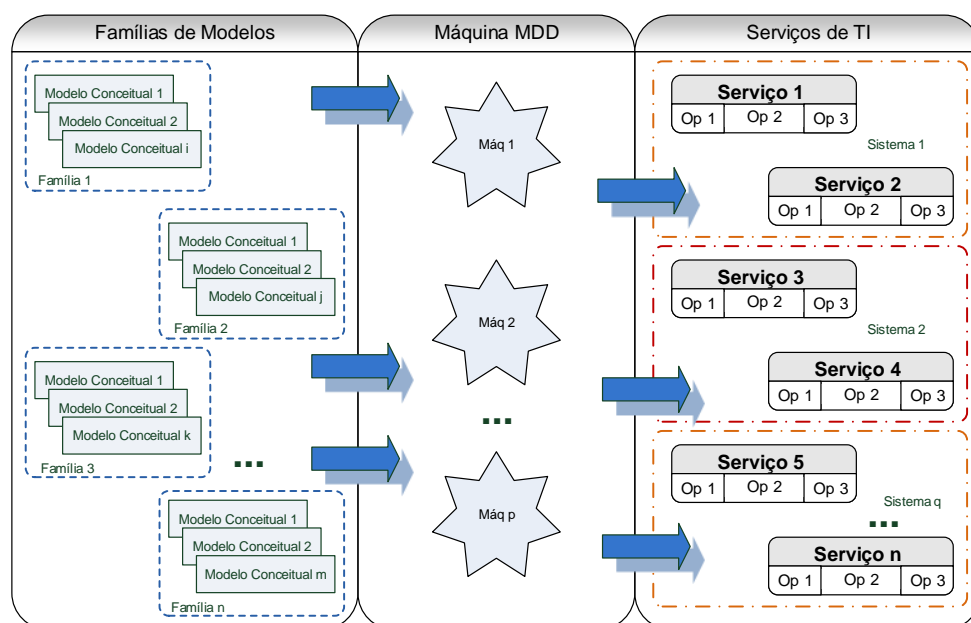 Famílias de Modelos
Modelo Conceitual 1
Modelo Conceitual 2
Modelo Conceitual i
Família 1
Modelo Conceitual 1
Modelo Conceitual 2
Modelo Conceitual j
Família 2
Modelo Conceitual 1
Modelo Conceitual 2
Modelo Conceitual k
Família 3
...
Modelo Conceitual 1
Modelo Conceitual 2
Modelo Conceitual m
Família n
Máquina MDD
Máq 1
Máq 2
...
Máq p
Serviços de TI
Serviço 1
Op 1 Op 2 Op 3
Sistema 1
Serviço 2
Op 1 Op 2 Op 3
Serviço 3
Op 1 Op 2 Op 3
Sistema 2
Serviço 4
Op 1 Op 2 Op 3
Serviço 5
Op 1 Op 2 Op 3
Sistema q
...
Serviço n
Op 1 Op 2 Op 3